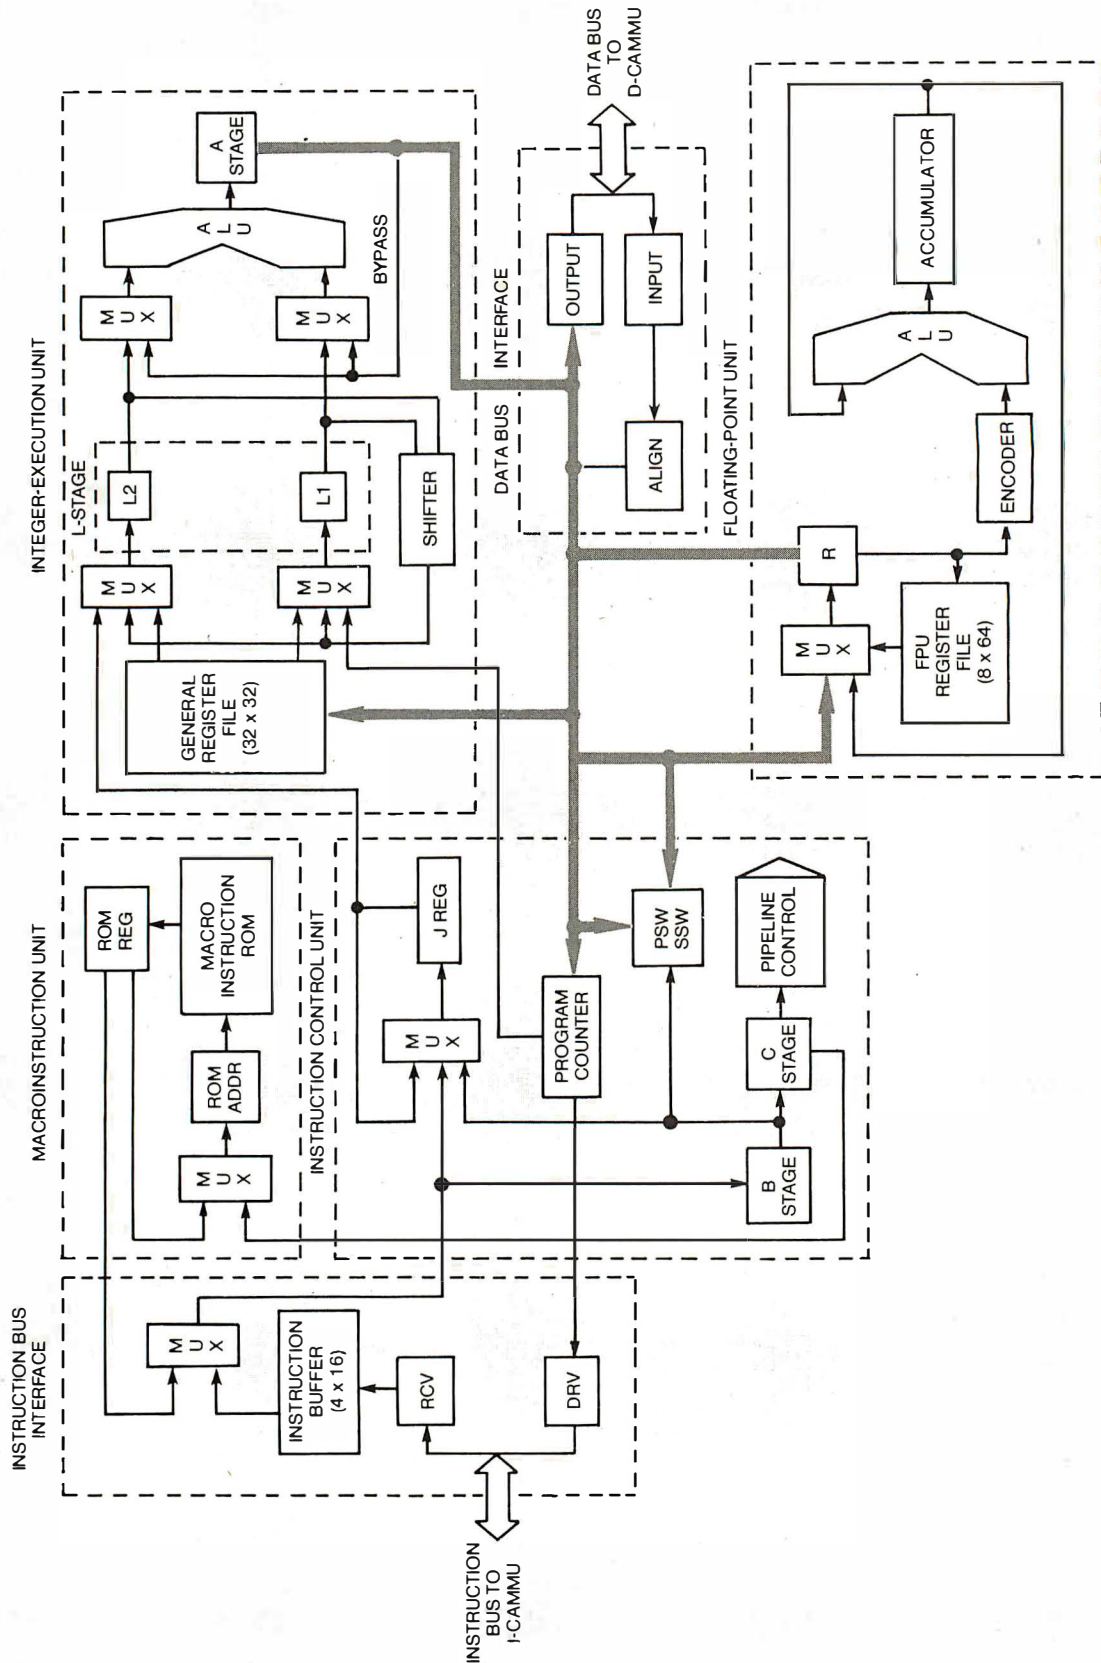 INSTRUCTION BUS
INTERFACE
M
U
X
INSTRUCTION
BUFFER
(4 x 16)
RCV
DRV
INSTRUCTION
BUS TO
I-CAMMU
MACROINSTRUCTION UNIT
ROM
REG
MACRO
INSTRUCTION
ROM
ROM
ADDR
M
U
X
INSTRUCTION CONTROL UNIT
J REG
M
U
X
PROGRAM
COUNTER
PSW
SSW
B
STAGE
C
STAGE
PIPELINE
CONTROL
INTEGER-EXECUTION UNIT
GENERAL
REGISTER
FILE
(32 x 32)
M
U
X
M
U
X
L-STAGE
L2
L1
SHIFTER
M
U
X
M
U
X
A
L
U
A
STAGE
BYPASS
DATA BUS INTERFACE
OUTPUT
INPUT
ALIGN
DATA BUS
TO
D-CAMMU
FLOATING-POINT UNIT
R
M
U
X
FPU
REGISTER
FILE
(8 x 64)
ENCODER
A
L
U
ACCUMULATOR